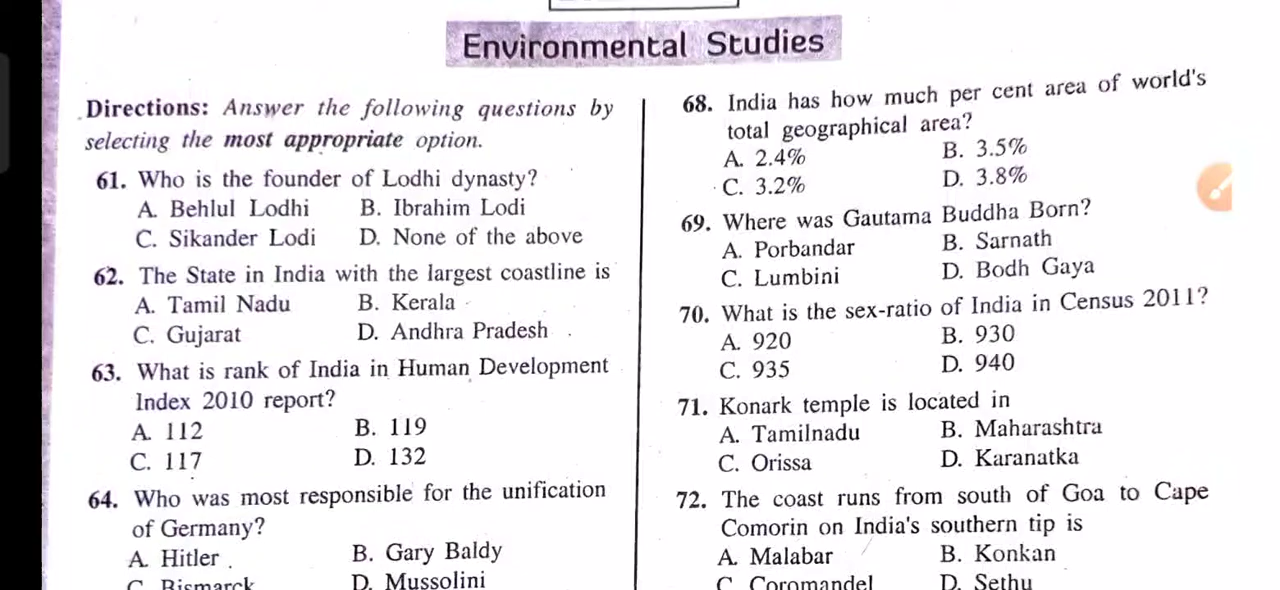 Environmental Studies
Directions: Answer the following questions by
selecting the most appropriate option.
61. Who is the founder of Lodhi dynasty?
A. Behlul Lodhi B. Ibrahim Lodi
C. Sikander Lodi D. None of the above
62. The State in India with the largest coastline is
A. Tamil Nadu B. Kerala
C. Gujarat D. Andhra Pradesh
63. What is rank of India in Human Development
Index 2010 report?
A. 112 B. 119
C. 117 D. 132
64. Who was most responsible for the unification
of Germany?
A. Hitler B. Gary Baldy
C. Bismarck D. Mussolini
68. India has how much per cent area of world's
total geographical area?
A. 2.4% B. 3.5%
C. 3.2% D. 3.8%
69. Where was Gautama Buddha Born?
A. Porbandar B. Sarnath
C. Lumbini D. Bodh Gaya
70. What is the sex-ratio of India in Census 2011?
A. 920 B. 930
C. 935 D. 940
71. Konark temple is located in
A. Tamilnadu B. Maharashtra
C. Orissa D. Karanatka
72. The coast runs from south of Goa to Cape
Comorin on India's southern tip is
A. Malabar B. Konkan
C. Coromandel D. Sethu